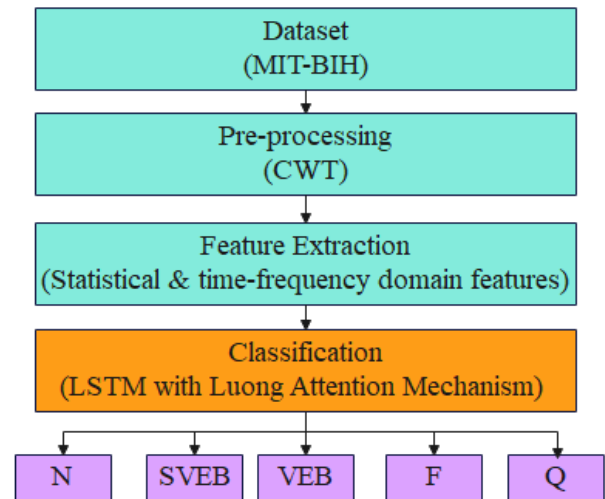 Dataset
(MIT-BIH)
Pre-processing
(CWT)
Feature Extraction
(Statistical & time-frequency domain features)
Classification
(LSTM with Luong Attention Mechanism)
N
SVEB
VEB
F
Q